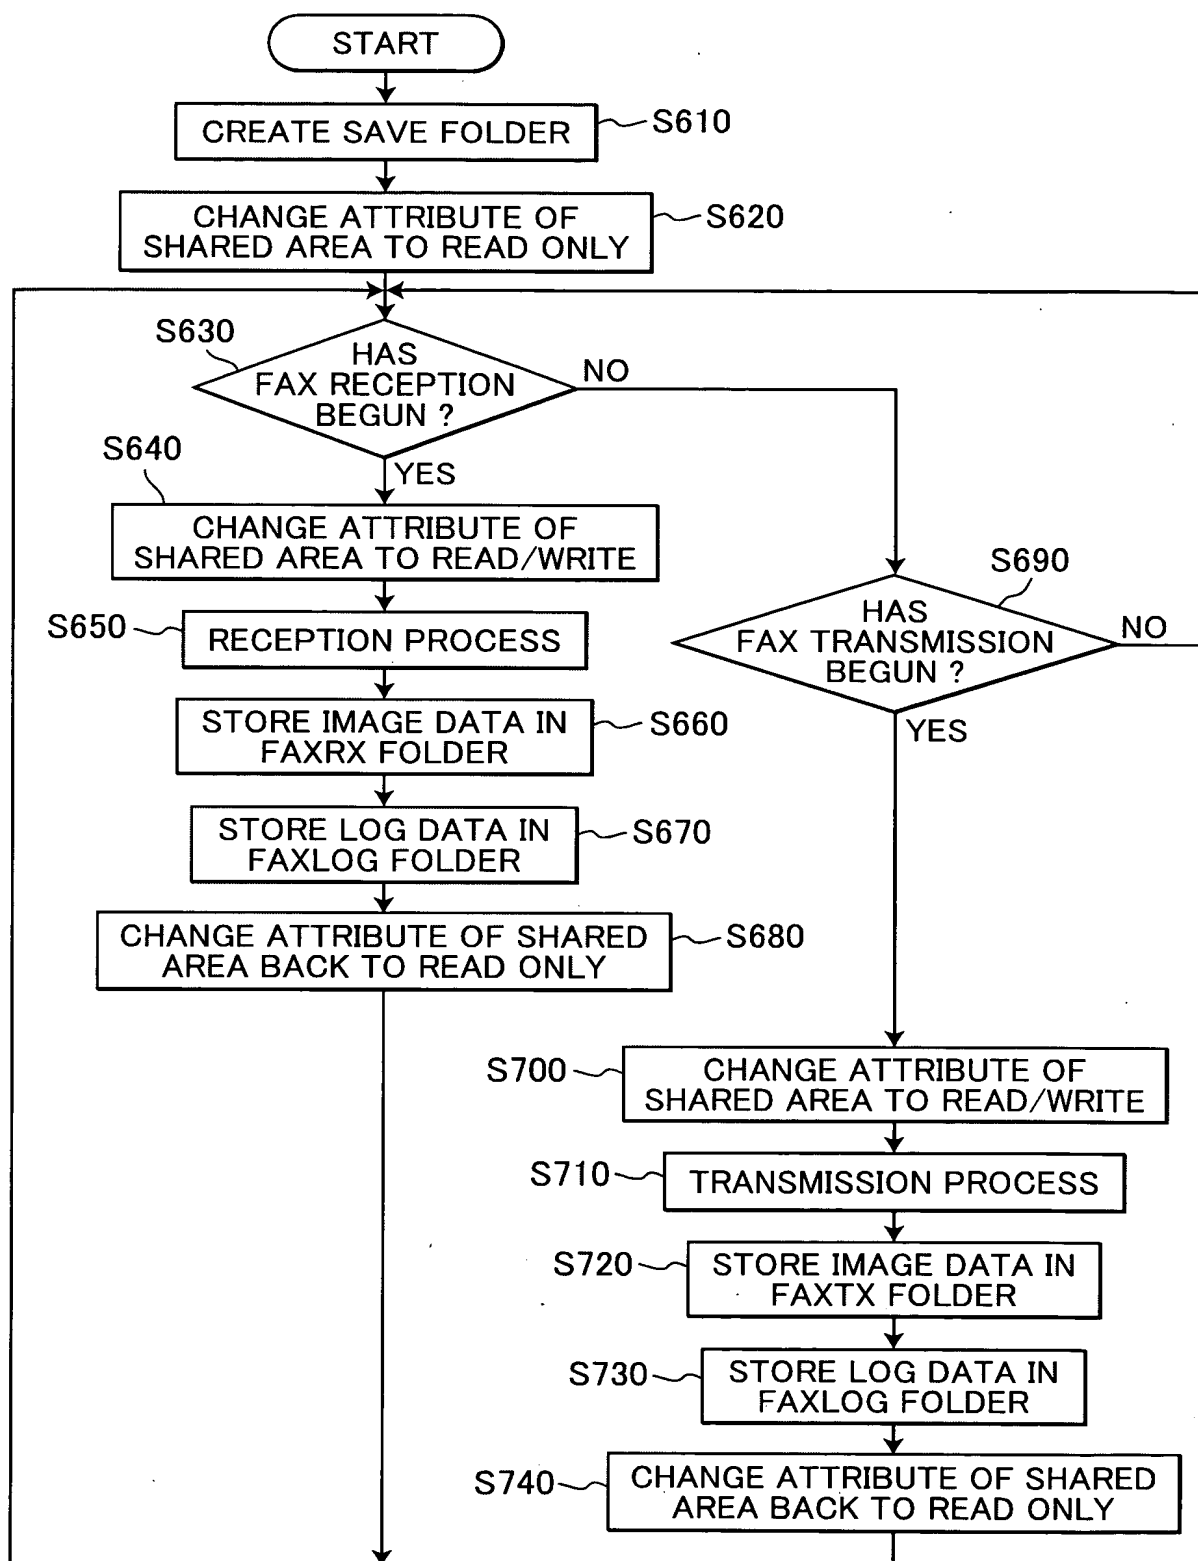 START
CREATE SAVE FOLDER
S610
CHANGE ATTRIBUTE OF
SHARED AREA TO READ ONLY
S620
S630
HAS
FAX RECEPTION
BEGUN ?
NO
YES
S640
CHANGE ATTRIBUTE OF
SHARED AREA TO READ/WRITE
S650
RECEPTION PROCESS
STORE IMAGE DATA IN
FAXRX FOLDER
S660
STORE LOG DATA IN
FAXLOG FOLDER
S670
CHANGE ATTRIBUTE OF SHARED
AREA BACK TO READ ONLY
S680
S690
HAS
FAX TRANSMISSION
BEGUN ?
NO
YES
S700
CHANGE ATTRIBUTE OF
SHARED AREA TO READ/WRITE
S710
TRANSMISSION PROCESS
S720
STORE IMAGE DATA IN
FAXTX FOLDER
S730
STORE LOG DATA IN
FAXLOG FOLDER
S740
CHANGE ATTRIBUTE OF SHARED
AREA BACK TO READ ONLY